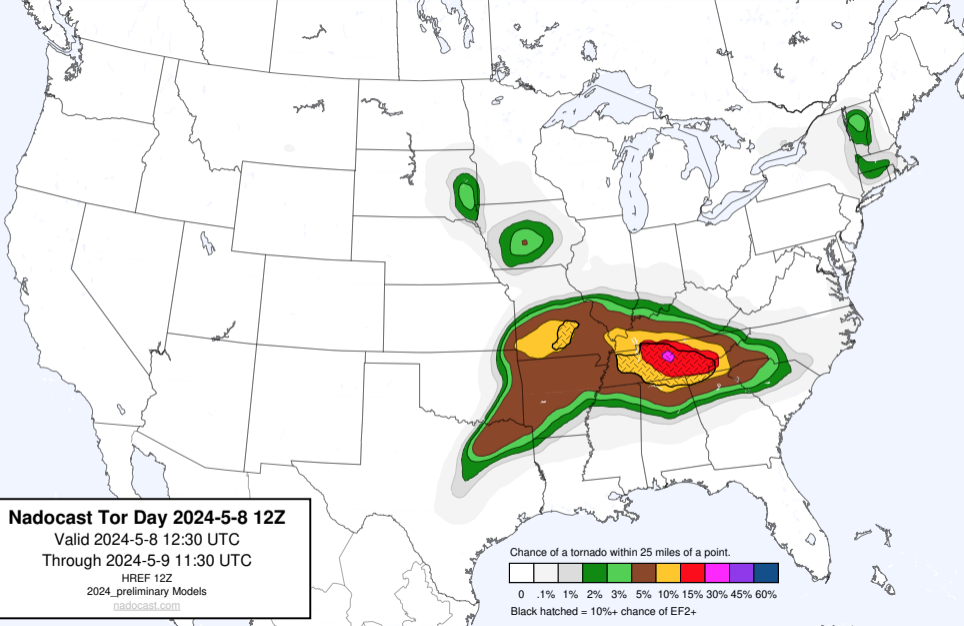 Nadocast Tor Day 2024-5-8 12Z
Valid 2024-5-8 12:30 UTC
Through 2024-5-9 11:30 UTC
HREF 12Z
2024_preliminary Models
nadocast.com
Chance of a tornado within 25 miles of a point.
0 .1% 1% 2% 3% 5% 10% 15% 30% 45% 60%
Black hatched = 10%+ chance of EF2+